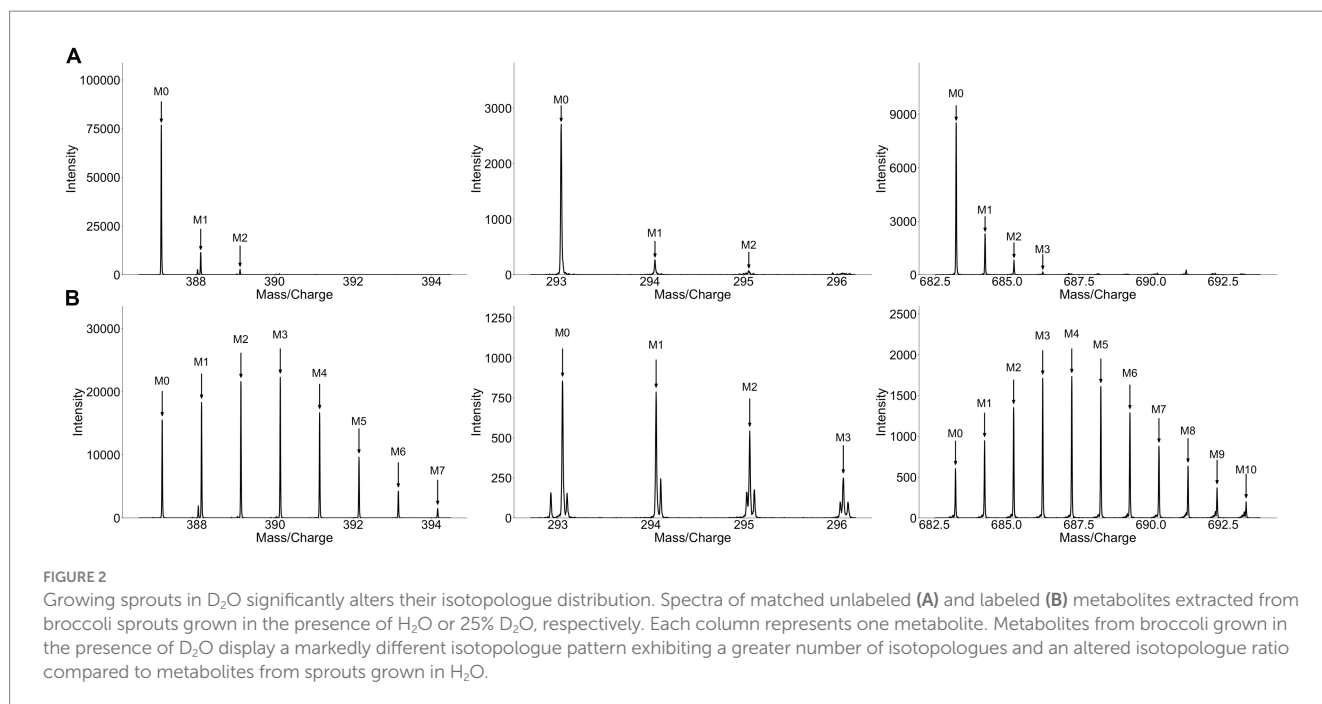 A
100000
75000
50000
25000
0
Intensity
M0
M1
M2
388
390
392
394
Mass/Charge
3000
2000
1000
0
Intensity
M0
M1
M2
293
294
295
296
Mass/Charge
9000
6000
3000
0
Intensity
M0
M1
M2
M3
682.5
685.0
687.5
690.0
692.5
Mass/Charge
B
30000
20000
10000
0
Intensity
M0
M1
M2
M3
M4
M5
M6
M7
388
390
392
394
Mass/Charge
1250
1000
750
500
250
0
Intensity
M0
M1
M2
M3
293
294
295
296
Mass/Charge
2500
2000
1500
1000
500
0
Intensity
M0
M1
M2
M3
M4
M5
M6
M7
M8
M9
M10
682.5
685.0
687.5
690.0
692.5
Mass/Charge
FIGURE 2
Growing sprouts in D₂O significantly alters their isotopologue distribution. Spectra of matched unlabeled (A) and labeled (B) metabolites extracted from
broccoli sprouts grown in the presence of H₂O or 25% D₂O, respectively. Each column represents one metabolite. Metabolites from broccoli grown in
the presence of D₂O display a markedly different isotopologue pattern exhibiting a greater number of isotopologues and an altered isotopologue ratio
compared to metabolites from sprouts grown in H₂O.